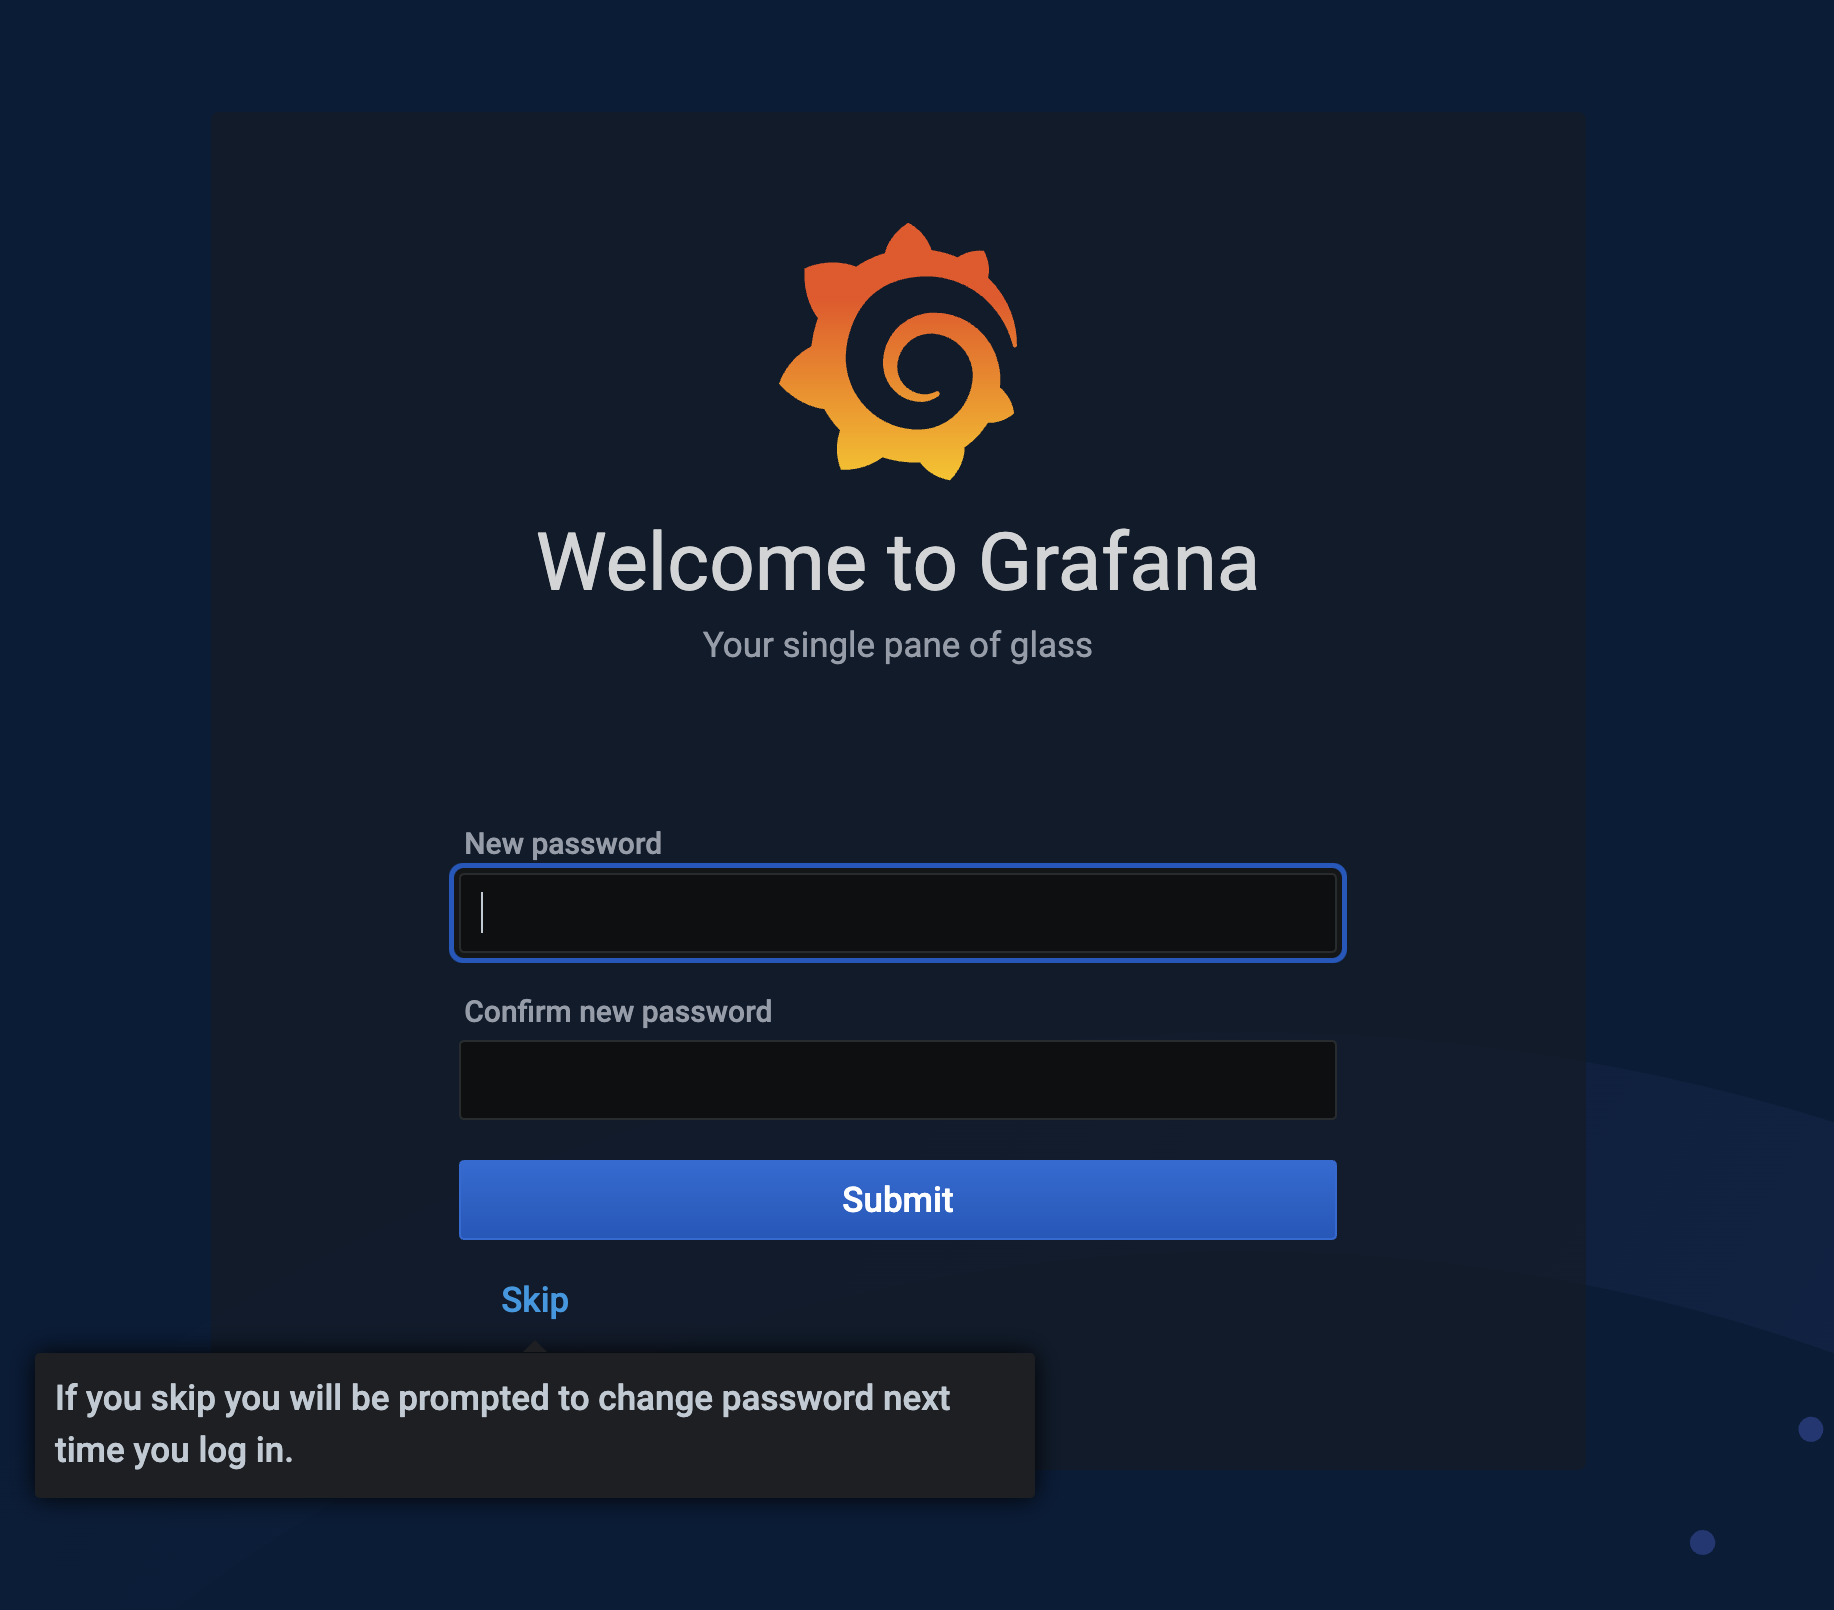 Welcome to Grafana
Your single pane of glass
New password
Confirm new password
Submit
Skip
If you skip you will be prompted to change password next
time you log in.